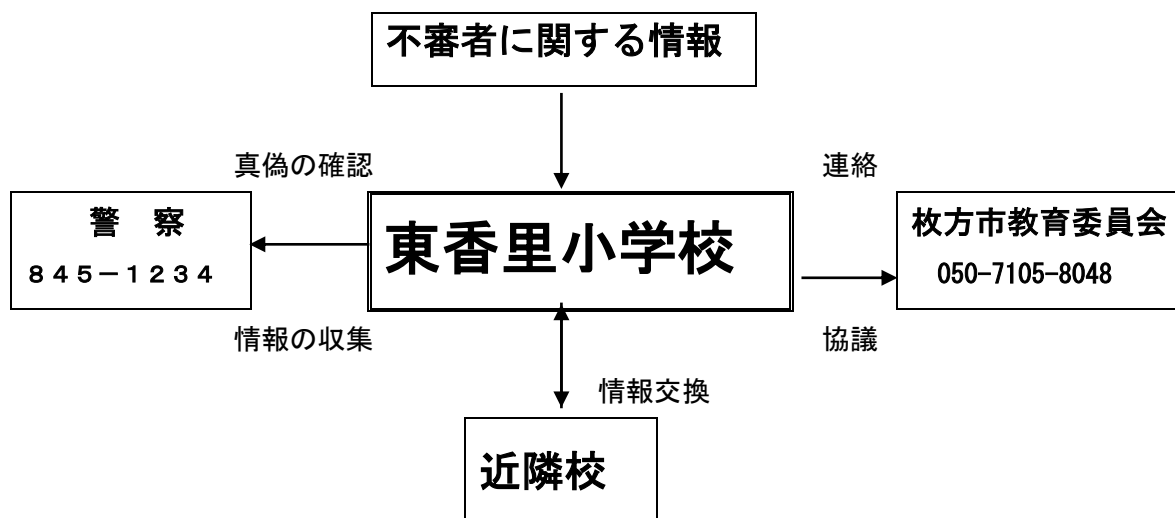 不審者に関する情報
真偽の確認
連絡
警　察
８４５－１２３４
東香里小学校
枚方市教育委員会
050-7105-8048
情報の収集
協議
情報交換
近隣校